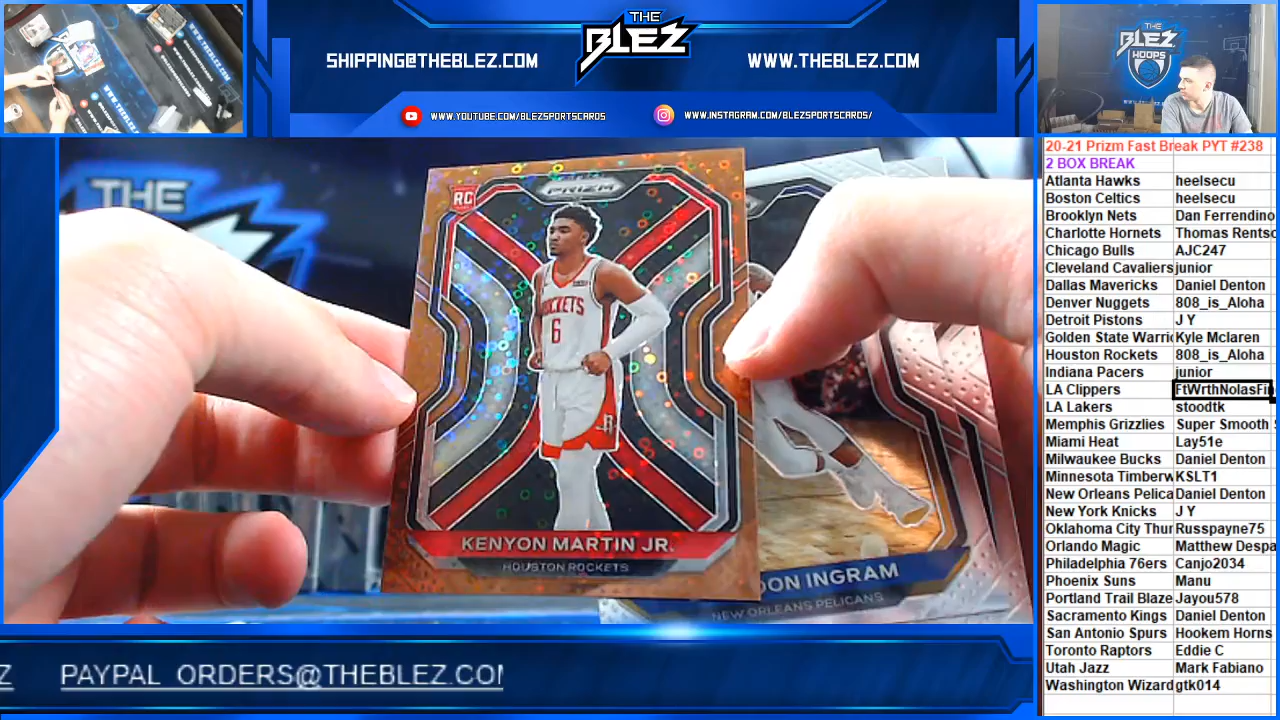 THE
BLEZ
SHIPPING@THEBLEZ.COM
WWW.THEBLEZ.COM
WWW.YOUTUBE.COM/BLEZSPORTSCARDS
WWW.INSTAGRAM.COM/BLEZSPORTSCARDS/
THE
BLEZ
HOOPS
20-21 Prizm Fast Break PYT #238
2 BOX BREAK
Atlanta Hawks heelsecu
Boston Celtics heelsecu
Brooklyn Nets Dan Ferrendino
Charlotte Hornets Thomas Rentsc
Chicago Bulls AJC247
Cleveland Cavaliers junior
Dallas Mavericks Daniel Denton
Denver Nuggets 808_is_Aloha
Detroit Pistons J Y
Golden State Warric Kyle Mclaren
Houston Rockets 808_is_Aloha
Indiana Pacers junior
LA Clippers FtWrthNolasFin
LA Lakers stoodtk
Memphis Grizzlies Super Smooth S
Miami Heat Lay51e
Milwaukee Bucks Daniel Denton
Minnesota Timberw KSLT1
New Orleans Pelica Daniel Denton
New York Knicks J Y
Oklahoma City Thur Russpayne75
Orlando Magic Matthew Despa
Philadelphia 76ers Canjo2034
Phoenix Suns Manu
Portland Trail Blaze Jayou578
Sacramento Kings Daniel Denton
San Antonio Spurs Hookem Horns
Toronto Raptors Eddie C
Utah Jazz Mark Fabiano
Washington Wizard gtk014
THE
RC
PRIZM
ROCKETS
6
KENYON MARTIN JR.
HOUSTON ROCKETS
DON INGRAM
NEW ORLEANS PELICANS
Z PAYPAL ORDERS@THEBLEZ.COM